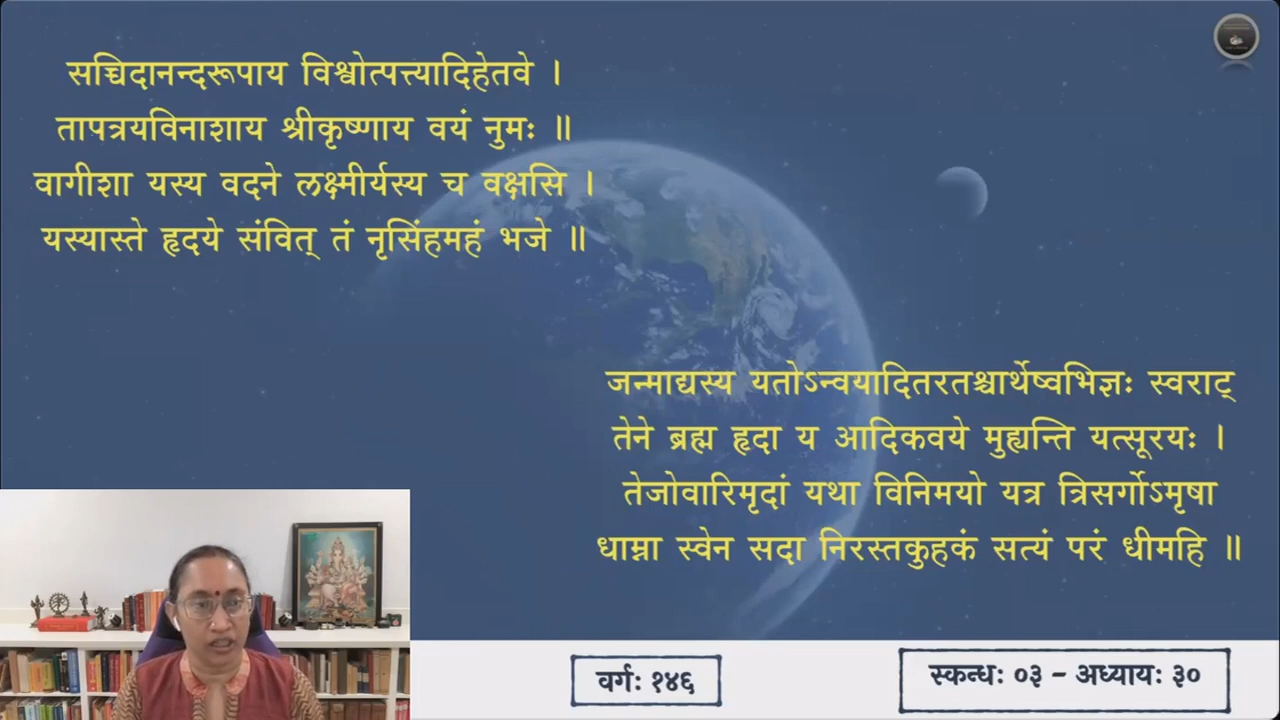 सच्चिदानन्दरूपाय विश्वोत्पत्त्यादिहेतवे ।
तापत्रयविनाशाय श्रीकृष्णाय वयं नुमः ॥
वागीशा यस्य वदने लक्ष्मीर्यस्य च वक्षसि ।
यस्यास्ते हृदये संवित् तं नृसिंहमहं भजे ॥
जन्माद्यस्य यतोऽन्वयादितरतश्चार्थेष्वभिज्ञः स्वराट्
तेने ब्रह्म हृदा य आदिकवये मुह्यन्ति यत्सूरयः ।
तेजोवारिमृदां यथा विनिमयो यत्र त्रिसर्गोऽमृषा
धाम्ना स्वेन सदा निरस्तकुहकं सत्यं परं धीमहि ॥
वर्गः १४६
स्कन्धः ०३ - अध्यायः ३०